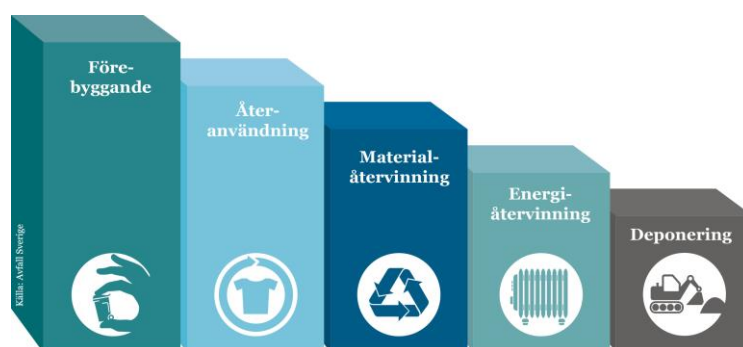 Före-
byggande
Åter-
användning
Material-
återvinning
Energi-
återvinning
Deponering
Källa: Avfall Sverige